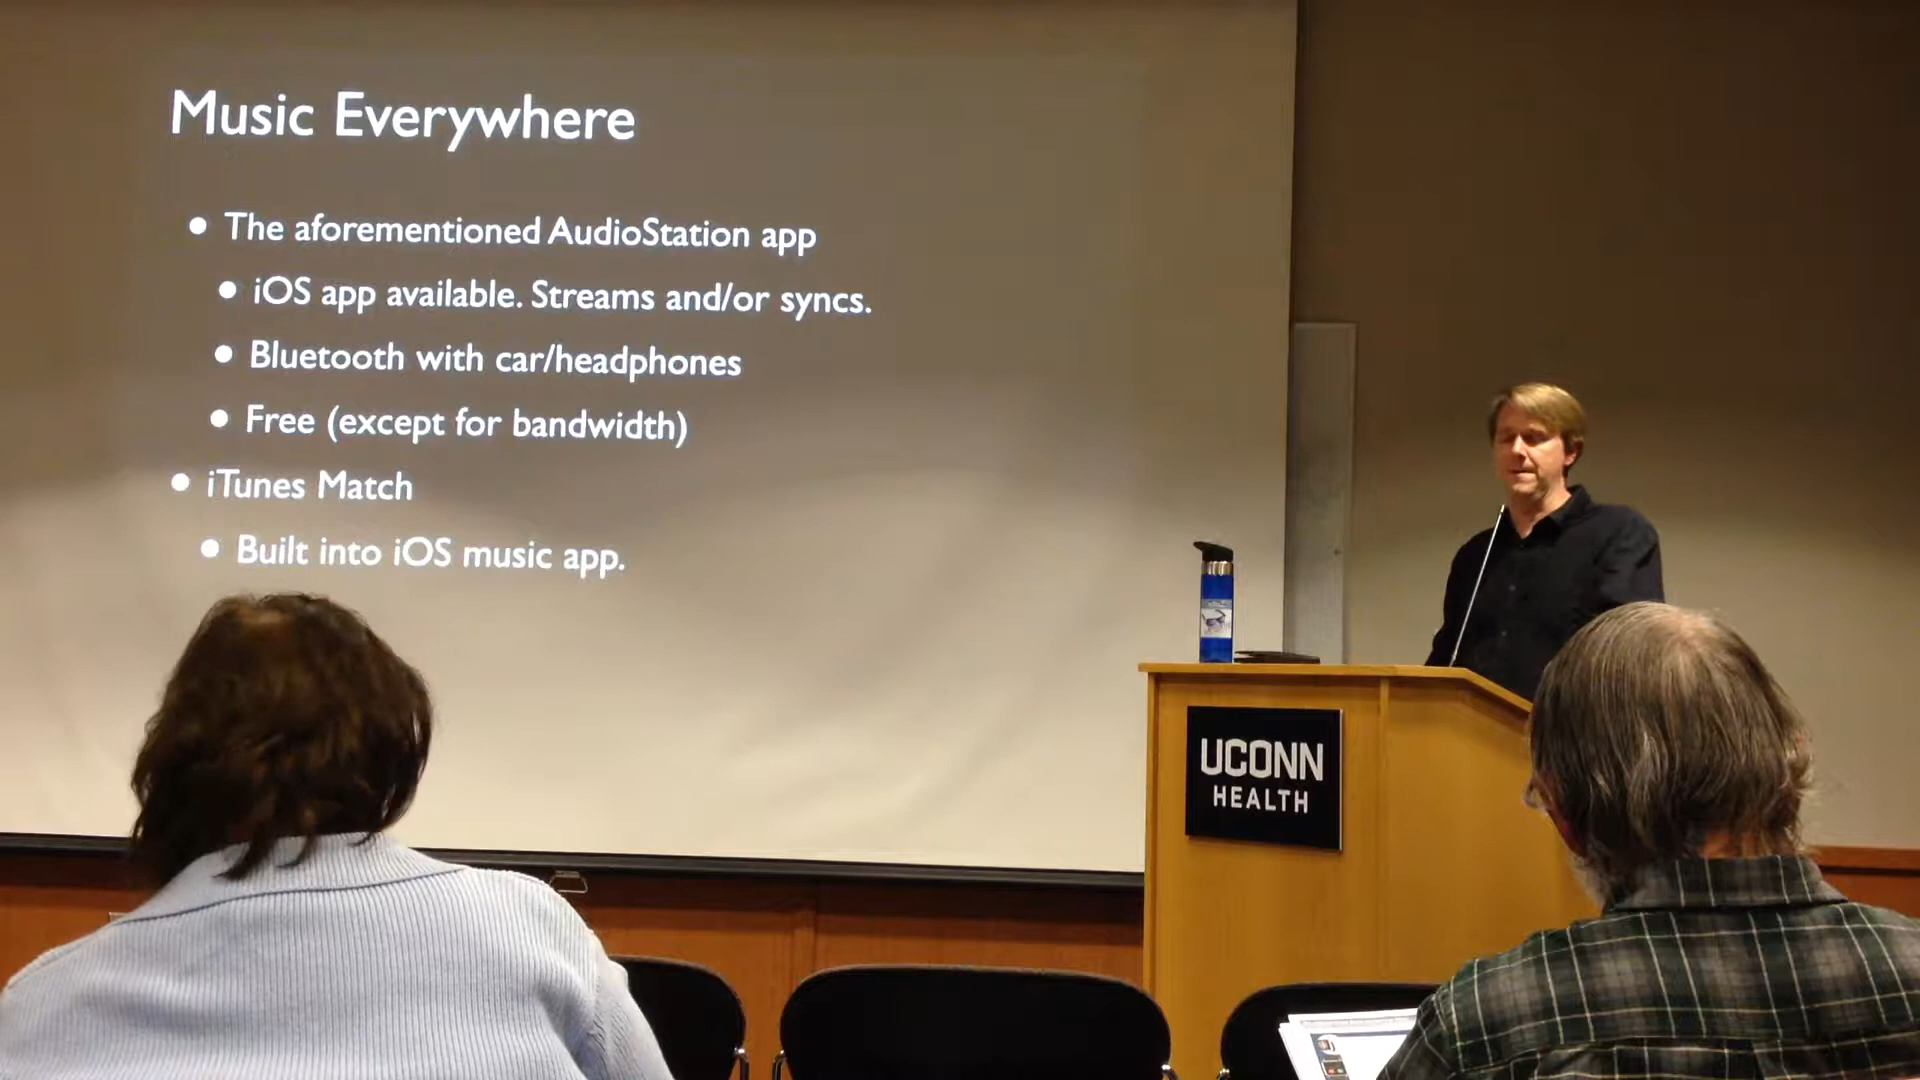 Music Everywhere
• The aforementioned AudioStation app
• iOS app available. Streams and/or syncs.
• Bluetooth with car/headphones
• Free (except for bandwidth)
• iTunes Match
• Built into iOS music app.
UCONN
HEALTH